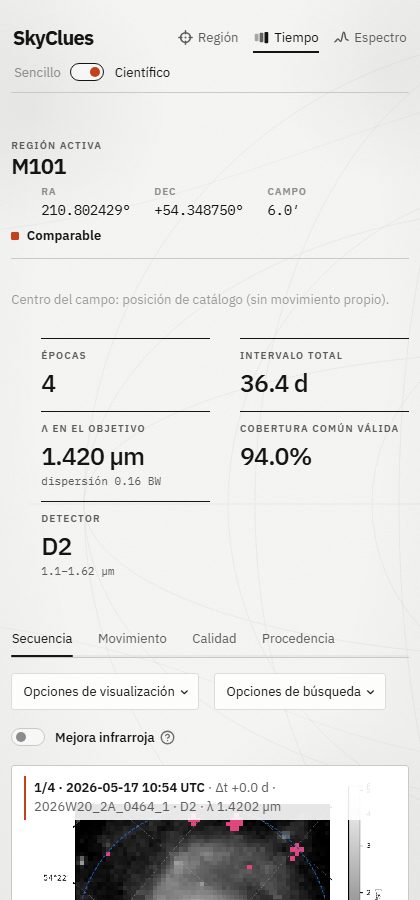 SkyClues
Región
Tiempo
Espectro
Sencillo
Científico
REGIÓN ACTIVA
M101
RA DEC CAMPO
210.802429° +54.348750° 6.0′
Comparable
Centro del campo: posición de catálogo (sin movimiento propio).
ÉPOCAS
4
INTERVALO TOTAL
36.4 d
Λ EN EL OBJETIVO
1.420 µm
dispersión 0.16 BW
COBERTURA COMÚN VÁLIDA
94.0%
DETECTOR
D2
1.1–1.62 µm
Secuencia Movimiento Calidad Procedencia
Opciones de visualización
Opciones de búsqueda
Mejora infrarroja ?
1/4 · 2026-05-17 10:54 UTC · Δt +0.0 d ·
2026W20_2A_0464_1 · D2 · λ 1.4202 µm
3
54°22'
2